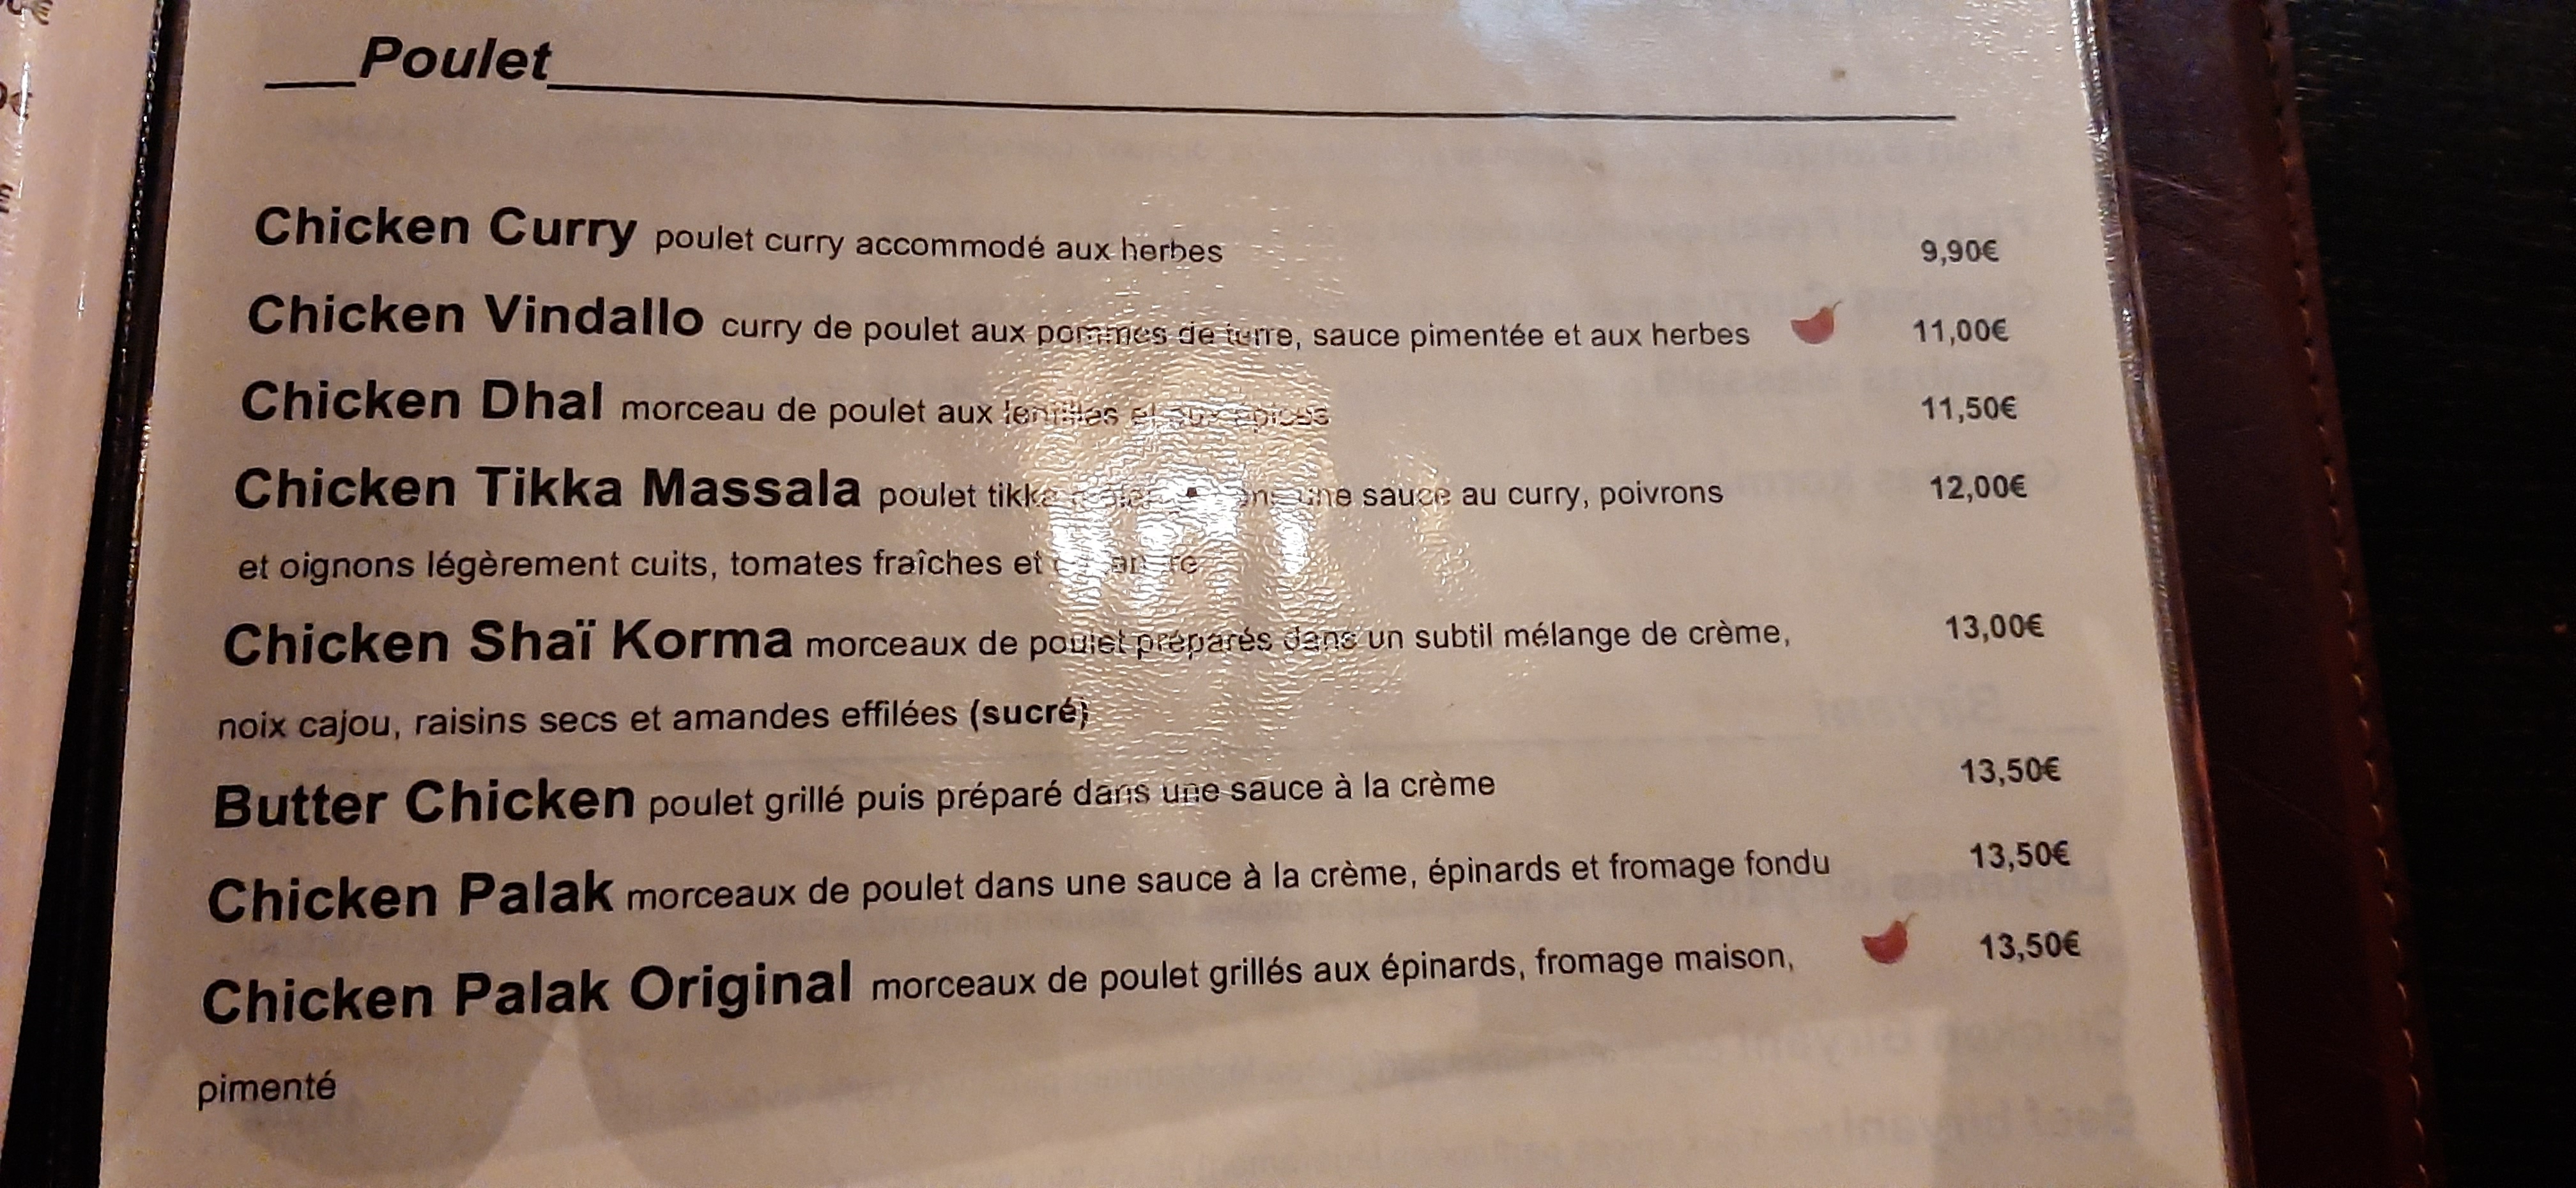 Poulet
Chicken Curry poulet curry accommodé aux herbes 9,90€
Chicken Vindallo curry de poulet aux pommes de terre, sauce pimentée et aux herbes 11,00€
Chicken Dhal morceau de poulet aux lentilles et aux épices 11,50€
Chicken Tikka Massala poulet tikka une sauce au curry, poivrons 12,00€
et oignons légèrement cuits, tomates fraîches et
Chicken Shaï Korma morceaux de poulet préparés dans un subtil mélange de crème, 13,00€
noix cajou, raisins secs et amandes effilées (sucré)
Butter Chicken poulet grillé puis préparé dans une sauce à la crème 13,50€
Chicken Palak morceaux de poulet dans une sauce à la crème, épinards et fromage fondu 13,50€
Chicken Palak Original morceaux de poulet grillés aux épinards, fromage maison, 13,50€
pimenté